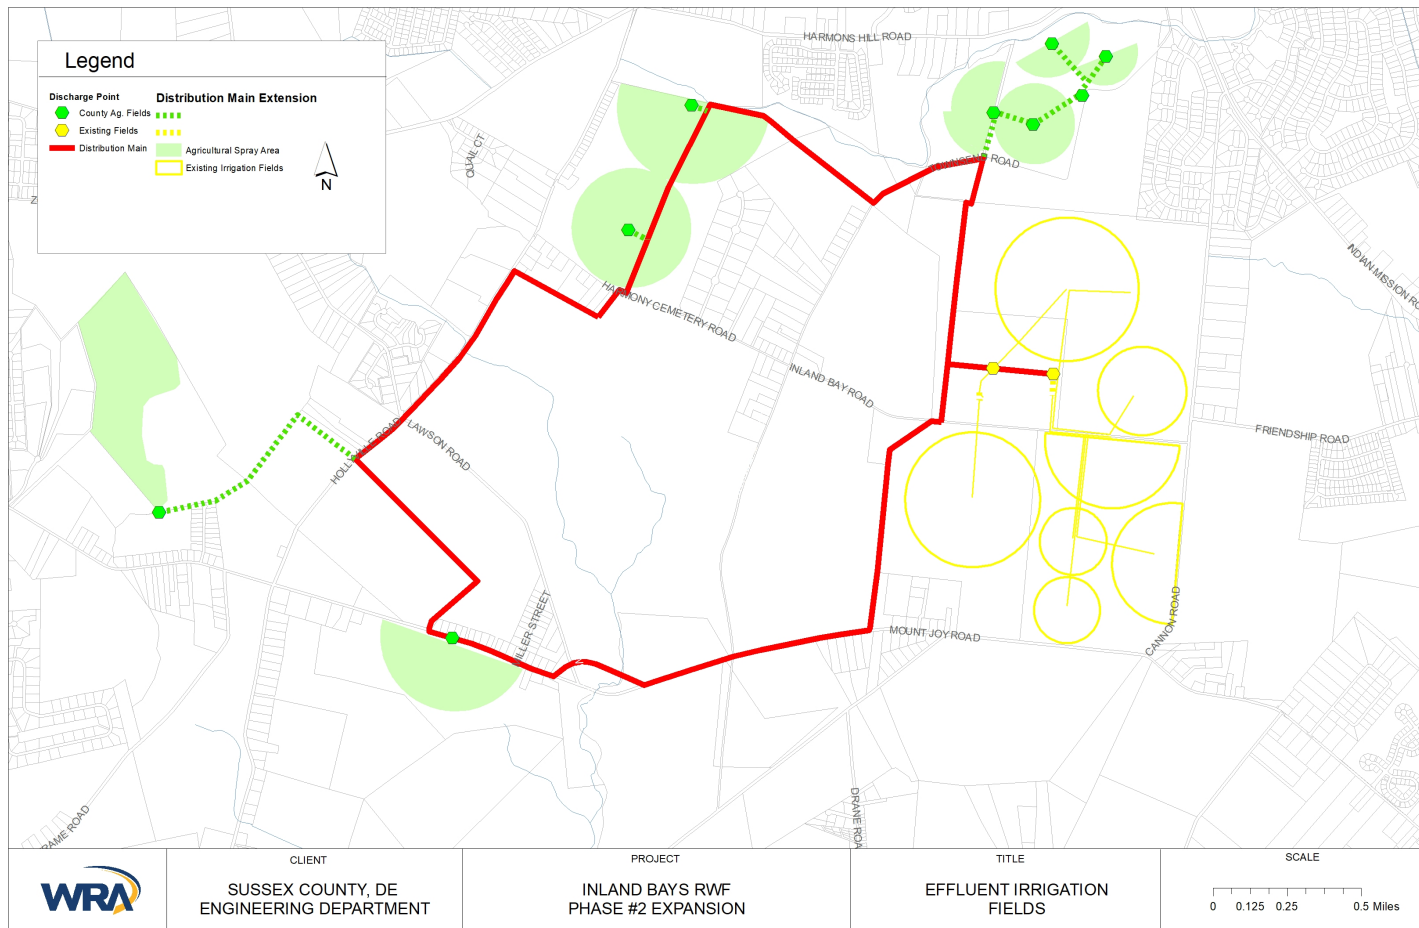 Legend
Discharge Point
Distribution Main Extension
County Ag. Fields
Existing Fields
Distribution Main
Agricultural Spray Area
Existing Irrigation Fields
N
Z
HARMONS HILL ROAD
QUAIL CT
ROAD
INDIAN MISSION RO
HARMONY CEMETERY ROAD
INLAND BAY ROAD
FRIENDSHIP ROAD
HOLLYVILLE ROAD
LAWSON ROAD
MOUNT JOY ROAD
CANNON ROAD
STREET
DRANE ROA
RAME ROAD
WRA
CLIENT
SUSSEX COUNTY, DE
ENGINEERING DEPARTMENT
PROJECT
INLAND BAYS RWF
PHASE #2 EXPANSION
TITLE
EFFLUENT IRRIGATION
FIELDS
SCALE
0 0.125 0.25 0.5 Miles